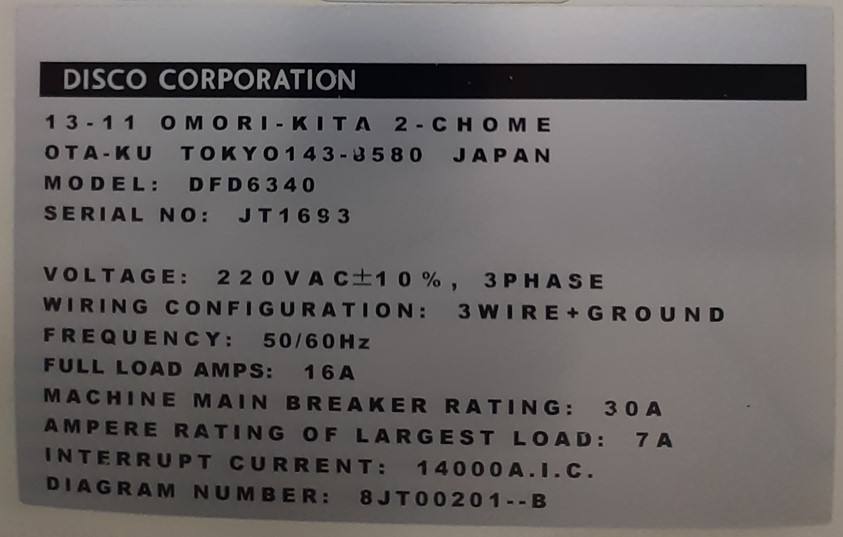 DISCO CORPORATION
13-11 OMORI-KITA 2-CHOME
OTA-KU TOKYO143-8580 JAPAN
MODEL: DFD6340
SERIAL NO: JT1693
VOLTAGE: 220VAC±10%, 3PHASE
WIRING CONFIGURATION: 3WIRE+GROUND
FREQUENCY: 50/60Hz
FULL LOAD AMPS: 16A
MACHINE MAIN BREAKER RATING: 30A
AMPERE RATING OF LARGEST LOAD: 7A
INTERRUPT CURRENT: 14000A.I.C.
DIAGRAM NUMBER: 8JT00201--B